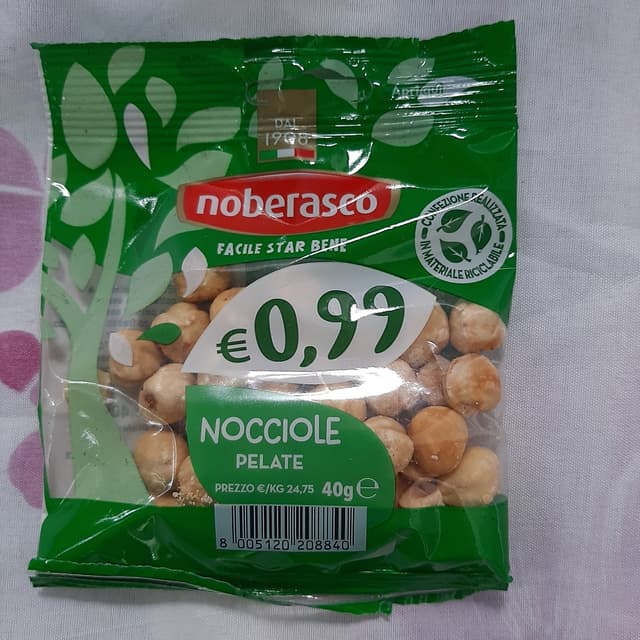 DAL
1908
noberasco
FACILE STAR BENE
CONFEZIONE REALIZZATA
IN MATERIALE RICICLABILE
€0,99
NOCCIOLE
PELATE
PREZZO €/KG 24,75 40g ℮
8 005120 208840